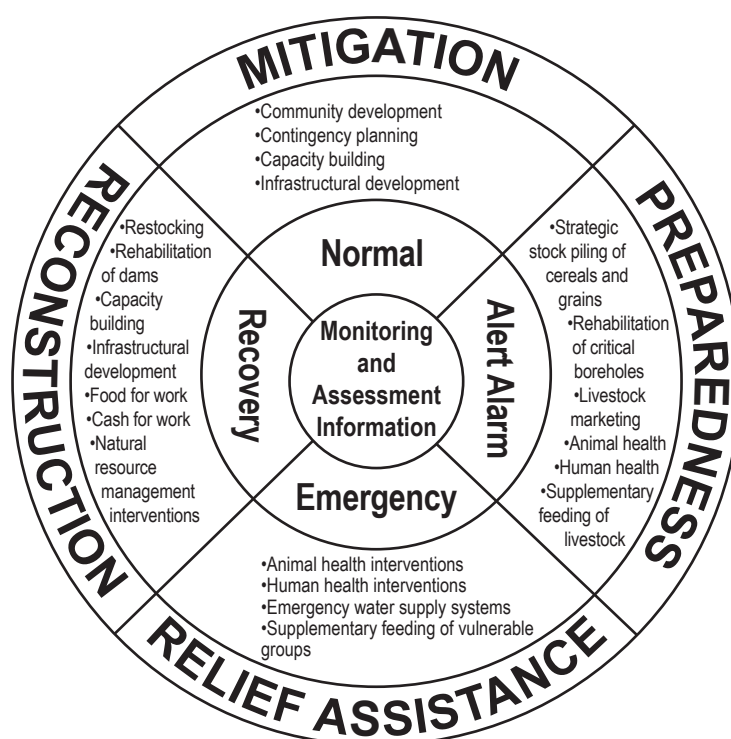 MITIGATION
•Community development
•Contingency planning
•Capacity building
•Infrastructural development
Normal
PREPAREDNESS
•Strategic
stock piling of
cereals and
grains
•Rehabilitation
of critical
boreholes
•Livestock
marketing
•Animal health
•Human health
•Supplementary
feeding of
livestock
Alert Alarm
Monitoring
and
Assessment
Information
RECONSTRUCTION
•Restocking
•Rehabilitation
of dams
•Capacity
building
•Infrastructural
development
•Food for work
•Cash for work
•Natural
resource
management
interventions
Recovery
Emergency
•Animal health interventions
•Human health interventions
•Emergency water supply systems
•Supplementary feeding of vulnerable
groups
RELIEF ASSISTANCE